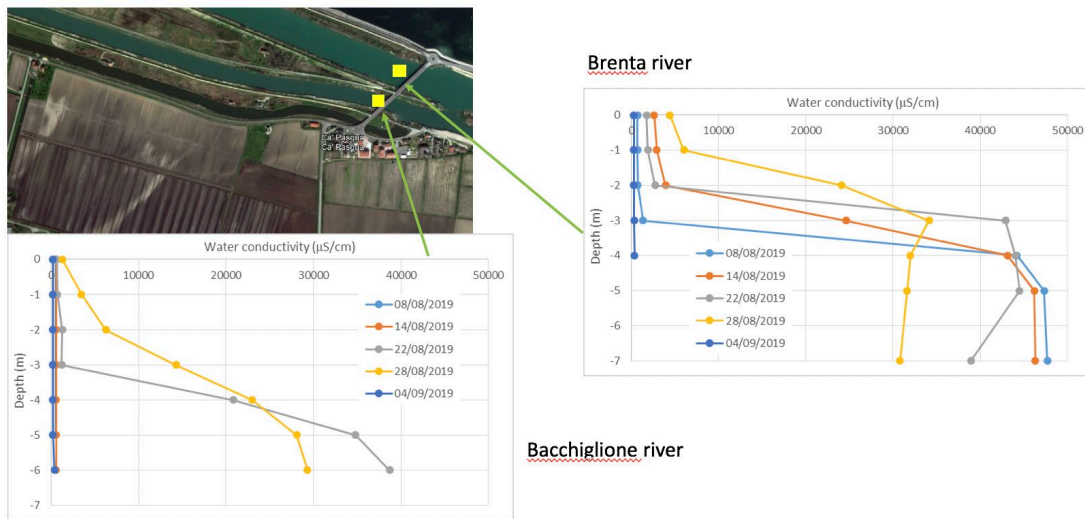 Ca' Pasqua
Ca' Pasqua
Brenta river
Water conductivity (µS/cm)
0 10000 20000 30000 40000 50000
0
-1
-2
-3
-4
-5
-6
-7
Depth (m)
08/08/2019
14/08/2019
22/08/2019
28/08/2019
04/09/2019
Water conductivity (µS/cm)
0 10000 20000 30000 40000 50000
0
-1
-2
-3
-4
-5
-6
-7
Depth (m)
08/08/2019
14/08/2019
22/08/2019
28/08/2019
04/09/2019
Bacchiglione river